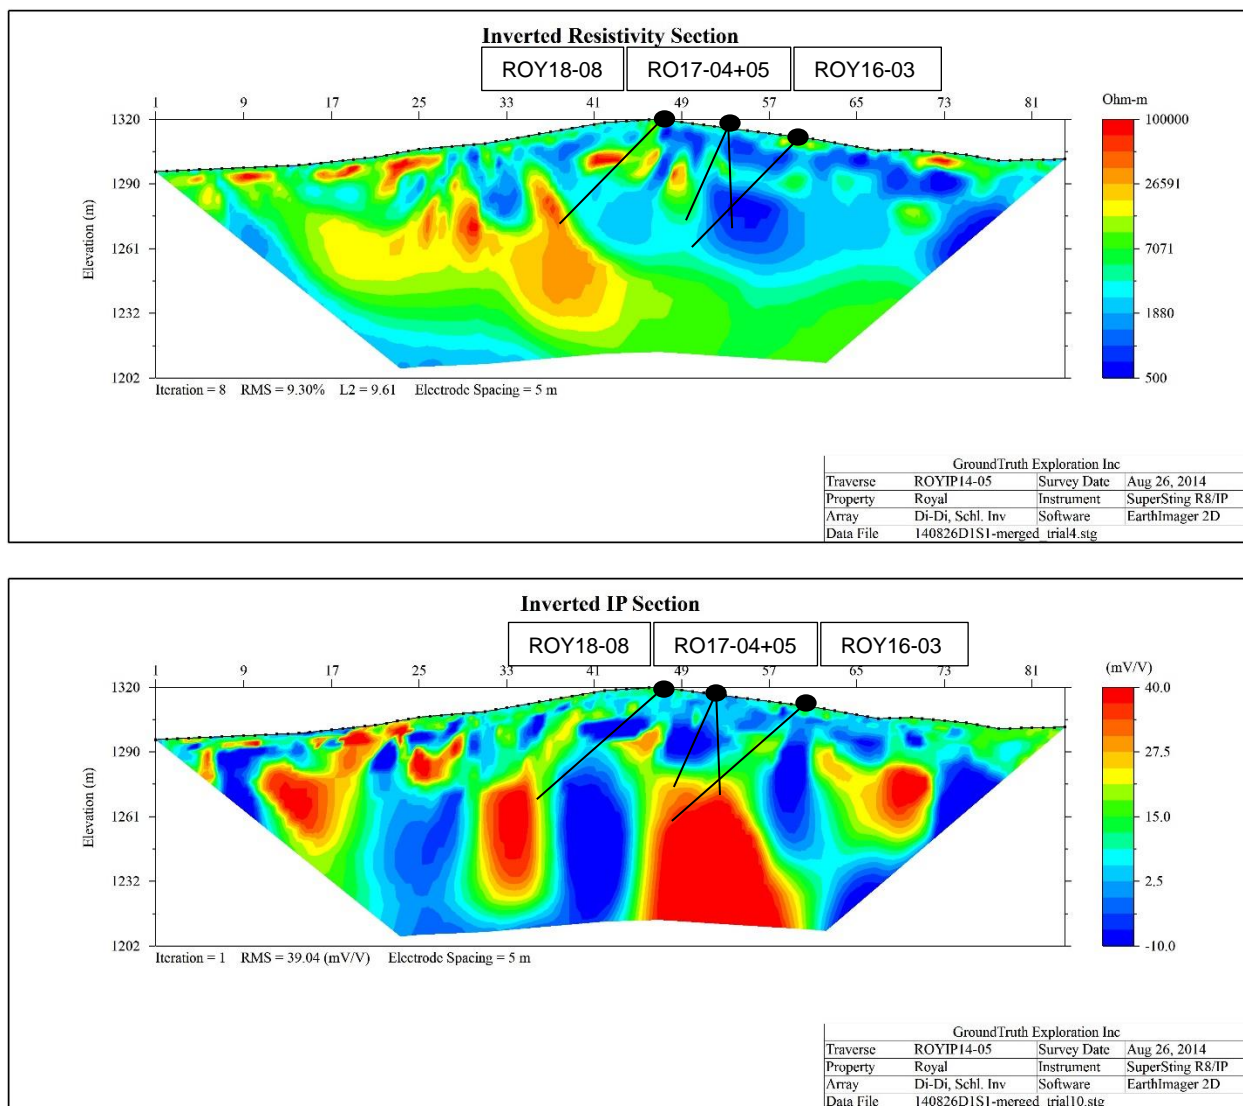 Inverted Resistivity Section
ROY18-08 RO17-04+05 ROY16-03
1 9 17 25 33 41 49 57 65 73 81
Ohm-m
1320 100000
1290 26591
Elevation (m)
1261 7071
1232 1880
1202 500
Iteration = 8 RMS = 9.30% L2 = 9.61 Electrode Spacing = 5 m
GroundTruth Exploration Inc
Traverse ROYIP14-05 Survey Date Aug 26, 2014
Property Royal Instrument SuperSting R8/IP
Array Di-Di, Schl. Inv Software EarthImager 2D
Data File 140826D1S1-merged_trial4.stg
Inverted IP Section
ROY18-08 RO17-04+05 ROY16-03
1 9 17 25 33 41 49 57 65 73 81
(mV/V)
1320 40.0
1290 27.5
Elevation (m)
1261 15.0
1232 2.5
1202 -10.0
Iteration = 1 RMS = 39.04 (mV/V) Electrode Spacing = 5 m
GroundTruth Exploration Inc
Traverse ROYIP14-05 Survey Date Aug 26, 2014
Property Royal Instrument SuperSting R8/IP
Array Di-Di, Schl. Inv Software EarthImager 2D
Data File 140826D1S1-merged_trial10.stg